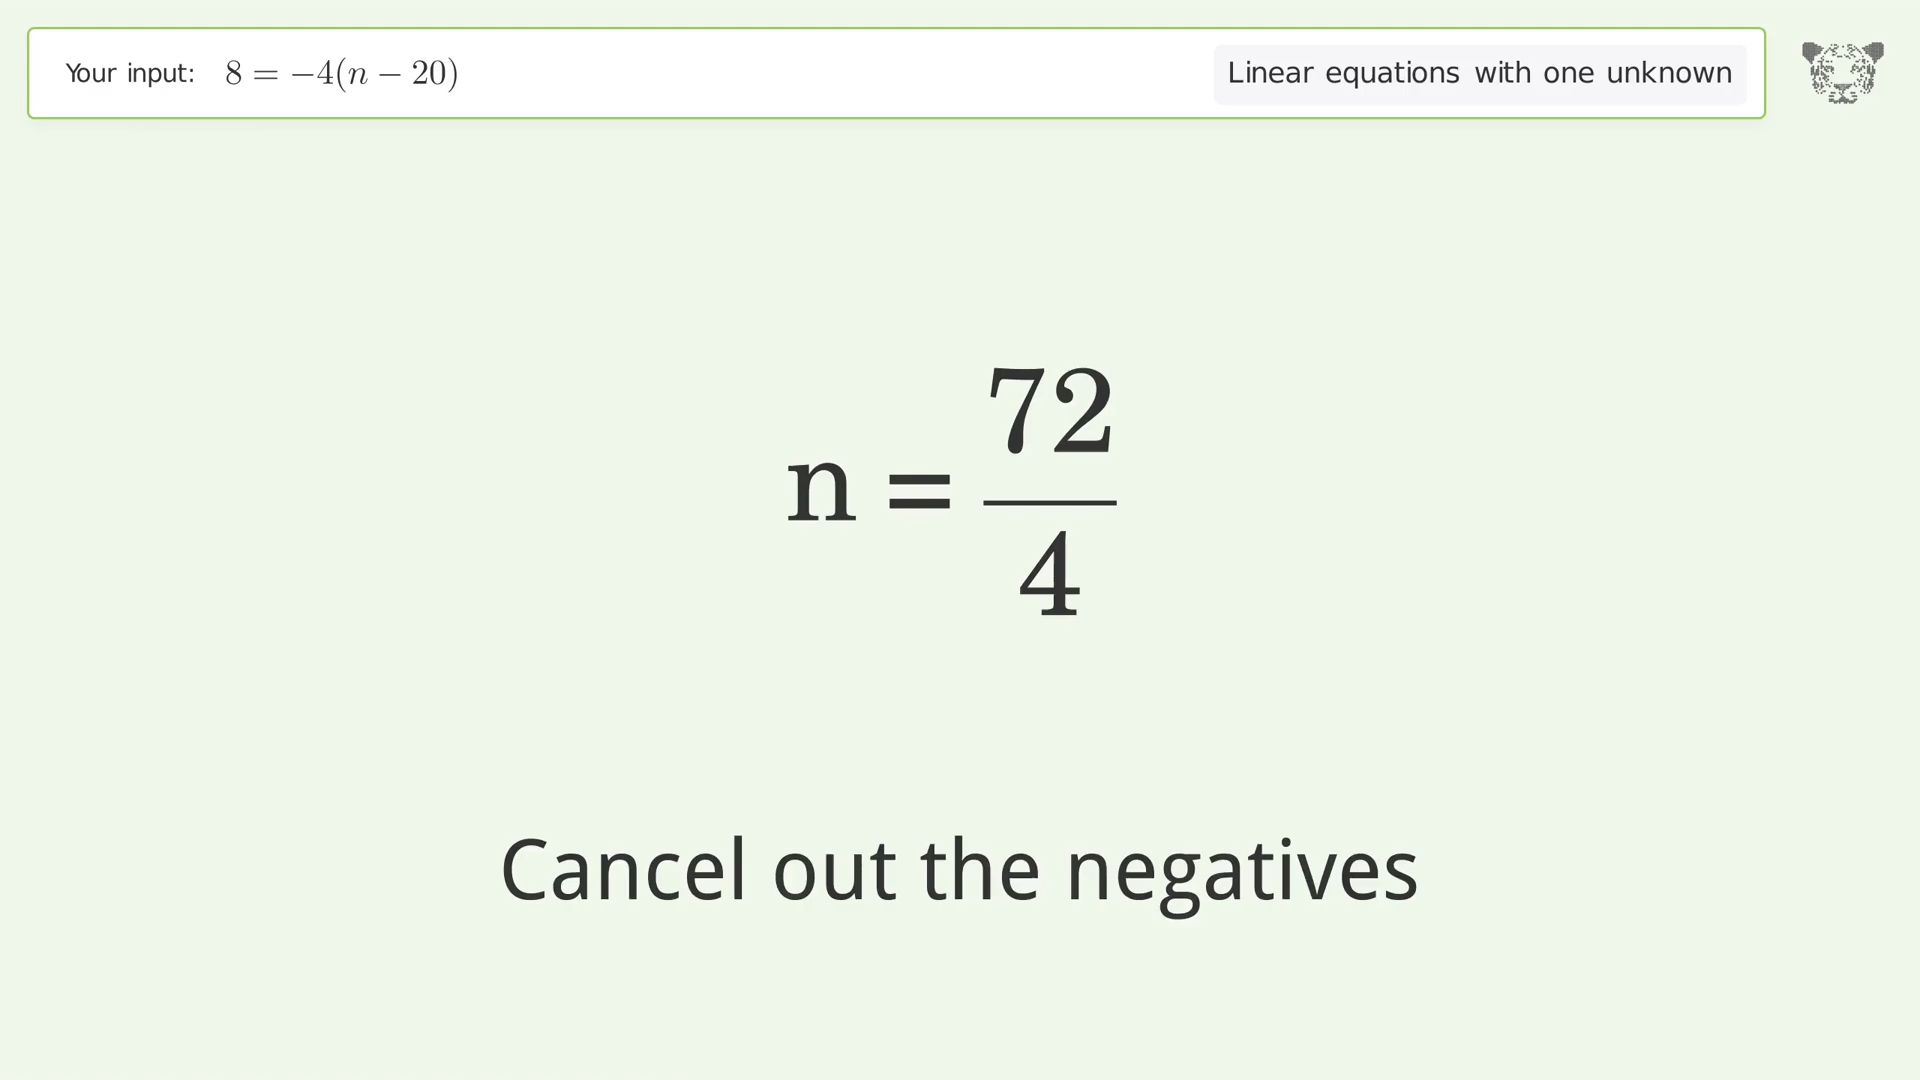 Your input: 8 = −4(n − 20)
Linear equations with one unknown
n = 72/4
Cancel out the negatives